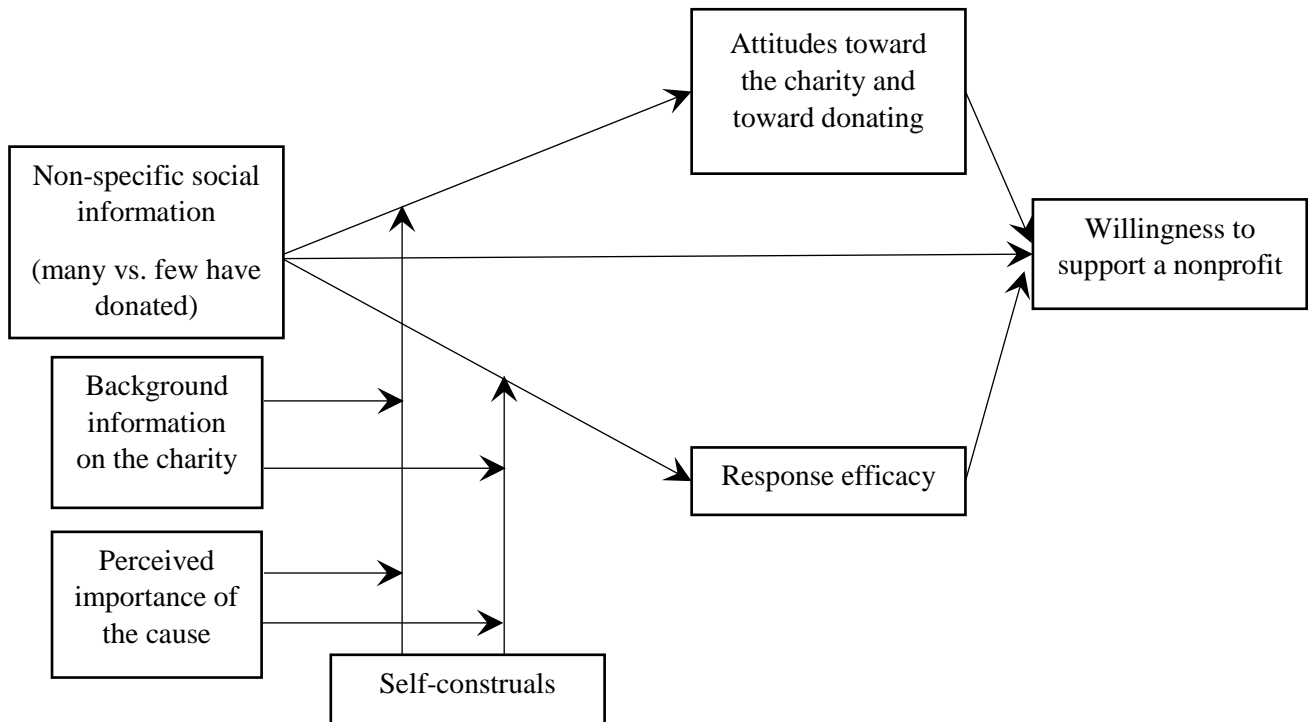 Attitudes toward
the charity and
toward donating
Non-specific social
information
(many vs. few have
donated)
Willingness to
support a nonprofit
Background
information
on the charity
Response efficacy
Perceived
importance of
the cause
Self-construals